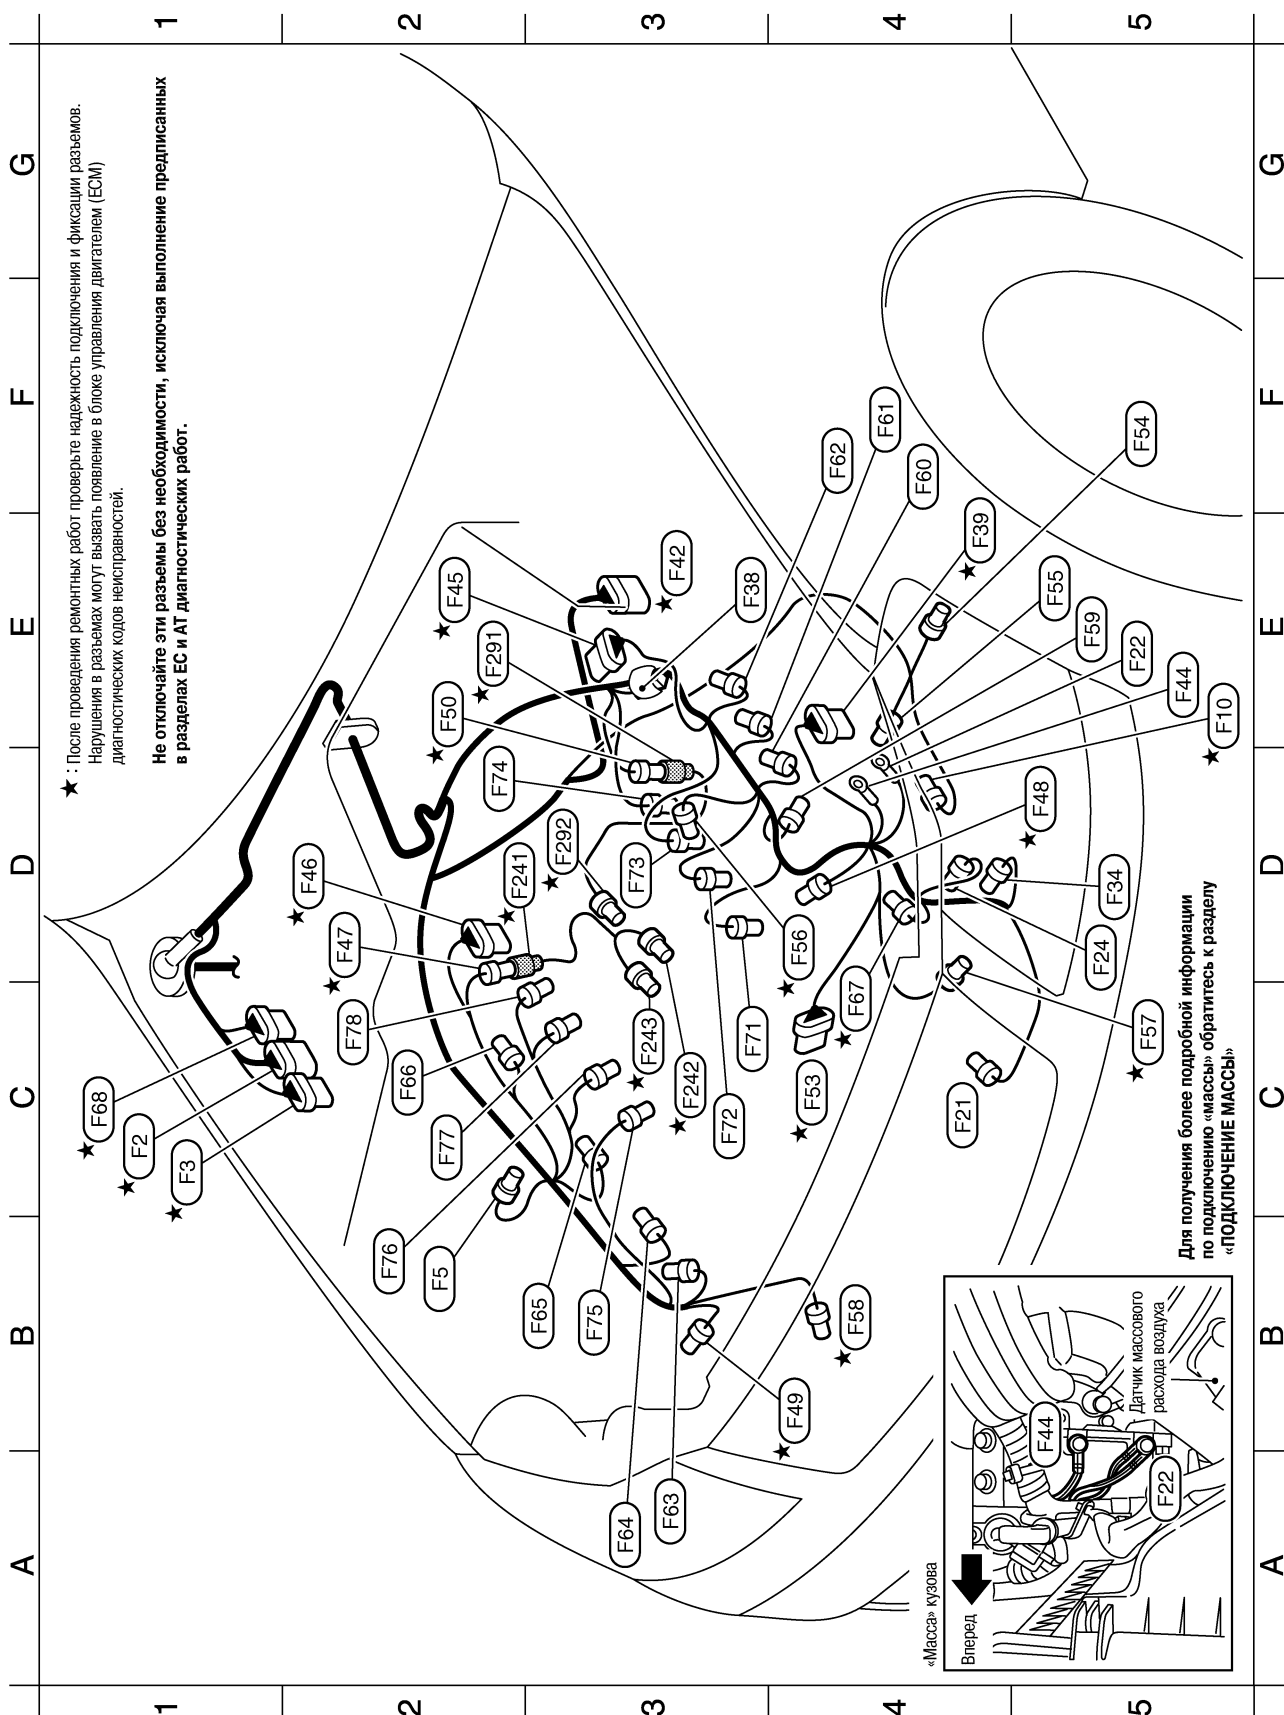 1
2
3
4
5
G
F
E
D
C
B
A
★ : После проведения ремонтных работ проверьте надежность подключения и фиксации разъемов.
Нарушения в разъемах могут вызвать появление в блоке управления двигателем (ECM)
диагностических кодов неисправностей.
Не отключайте эти разъемы без необходимости, исключая выполнение предписанных
в разделах EC и AT диагностических работ.
F68
★
F2
★
F3
★
F46
★
F47
★
F78
F66
F77
F76
F5
F65
F75
F64
F63
F49
★
F58
★
F45
★
F291
★
F50
★
F74
F292
★
F241
★
F42
★
F38
F73
F243
★
F242
★
F72
F71
F56
★
F53
★
F67
★
F62
F61
F60
F39
★
F54
F55
F59
F22
F44
F10
★
F48
★
F34
F24
F57
★
F21
Для получения более подробной информации
по подключению «массы» обратитесь к разделу
«ПОДКЛЮЧЕНИЕ МАССЫ»
«Масса» кузова
Вперед
F44
F22
Датчик массового
расхода воздуха
1
2
3
4
5
G
F
E
D
C
B
A